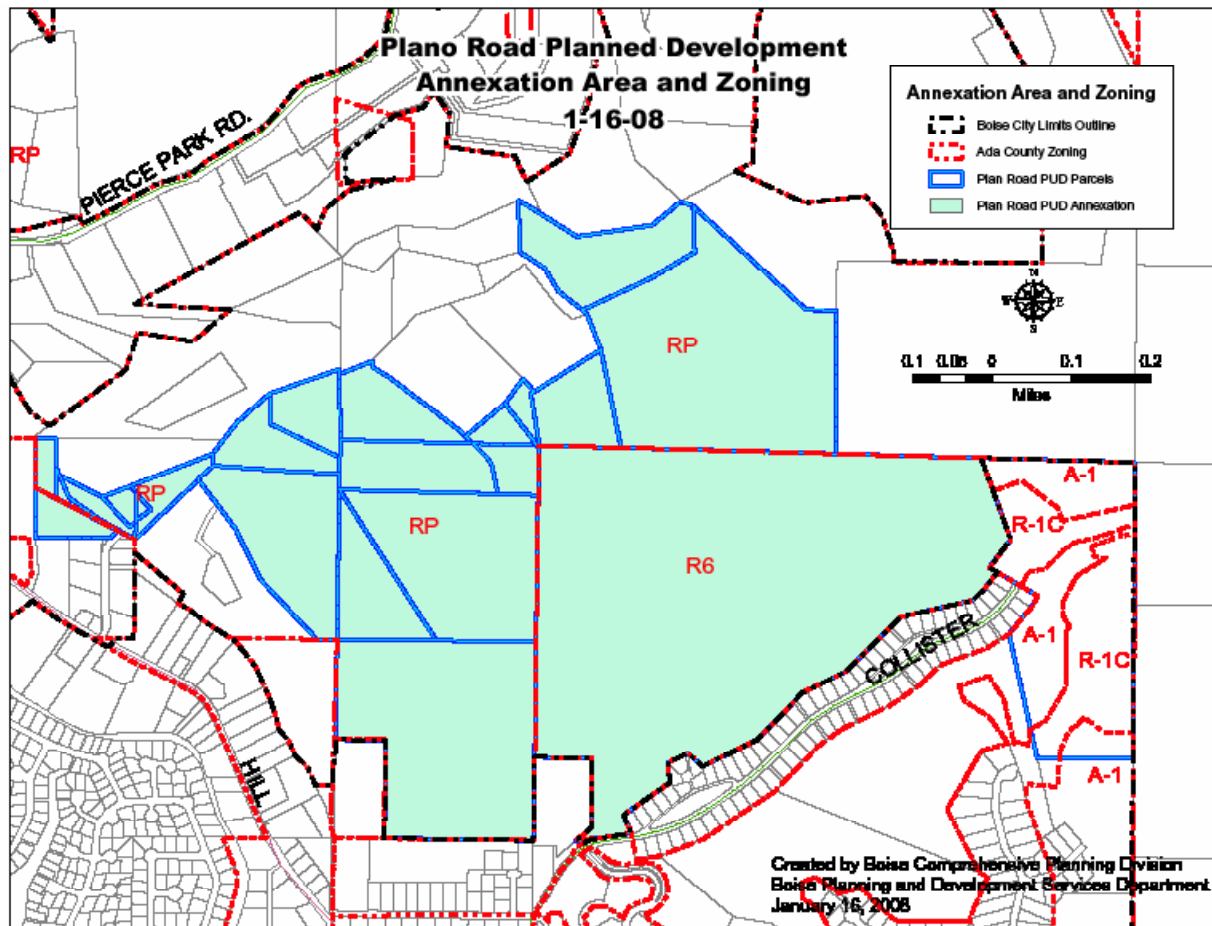 Plano Road Planned Development
Annexation Area and Zoning
1-16-08
Annexation Area and Zoning
Boise City Limits Outline
Ada County Zoning
Plan Road PUD Parcels
Plan Road PUD Annexation
RP
PIERCE PARK RD.
N
W E
S
0.1 0.05 0 0.1 0.2
Miles
RP
A-1
RP
RP
R-1C
R6
A-1
COLLISTER
R-1C
HILL
A-1
Created by Boise Comprehensive Planning Division
Boise Planning and Development Services Department
January 16, 2008